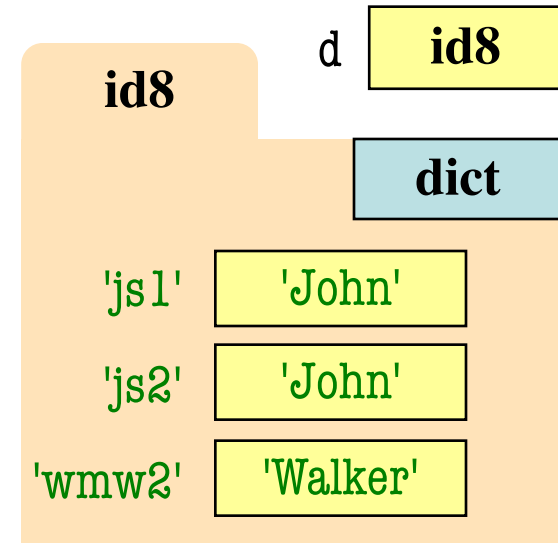 d id8
id8
dict
'js1' 'John'
'js2' 'John'
'wmw2' 'Walker'